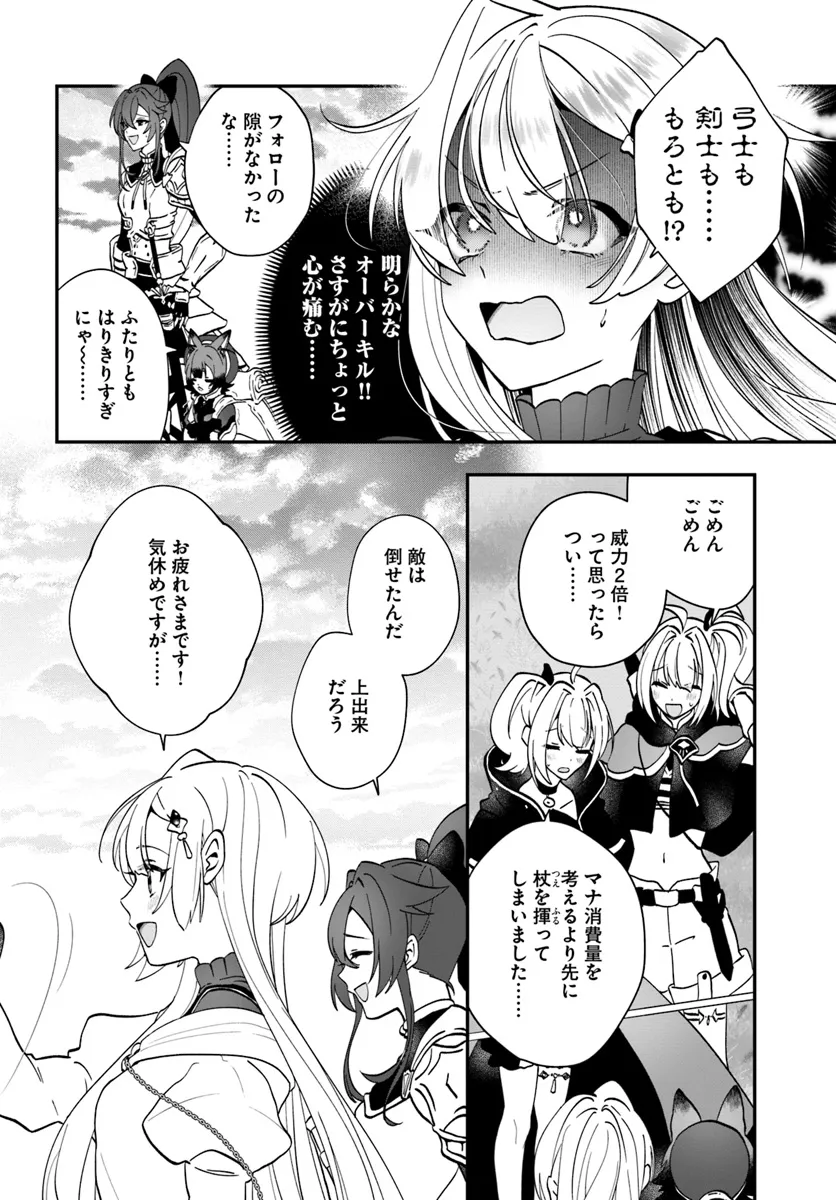 弓士も
剣士も……
もろとも!?
明らかな
オーバーキル!!
さすがにちょっと
心が痛む……
フォローの
隙がなかった
な……
ふたりとも
はりきりすぎ
にゃ〜……
ごめん
ごめん
威力2倍!
って思ったら
つい……
マナ消費量を
考えるより先に
杖を揮って
つえ
ふる
しまいました……
敵は
倒せたんだ
上出来
だろう
お疲れさまです!
気休めですが……